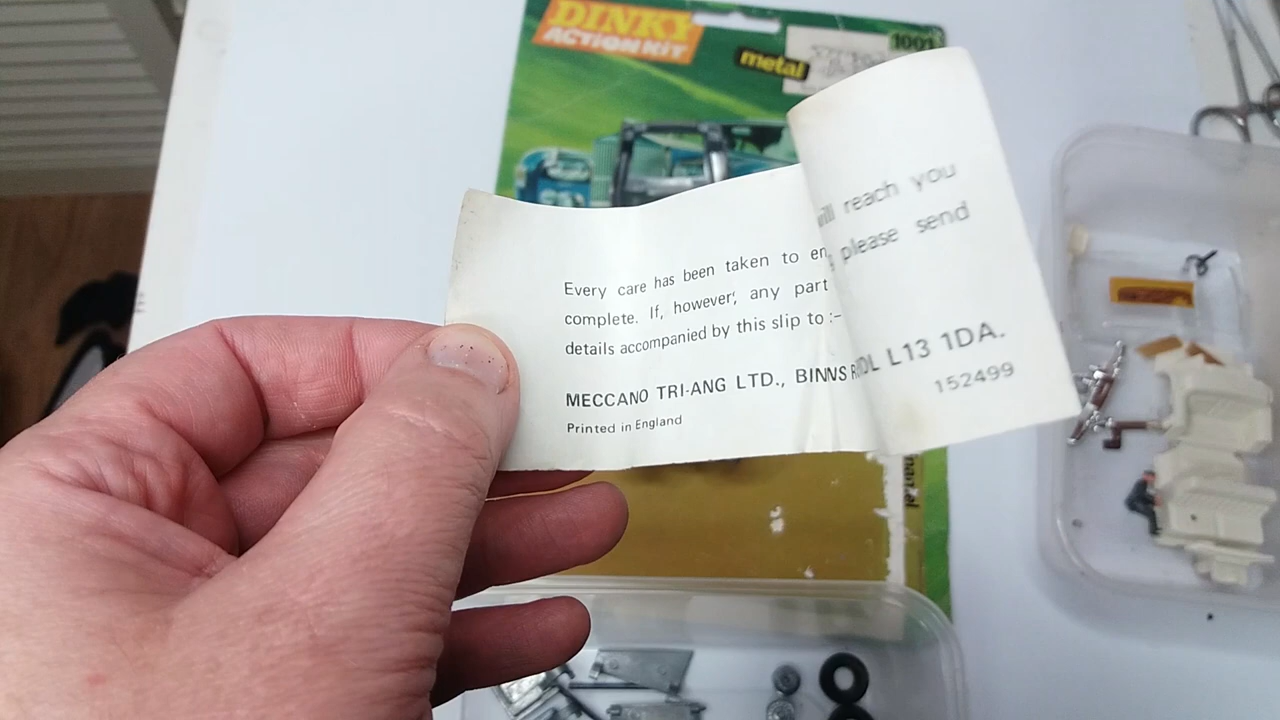 DINKY
ACTION KIT
metal
1001
Every care has been taken to en
will reach you
complete. If, however, any part
please send
details accompanied by this slip to :–
MECCANO TRI-ANG LTD., BINNS
L13 1DA.
Printed in England
152499